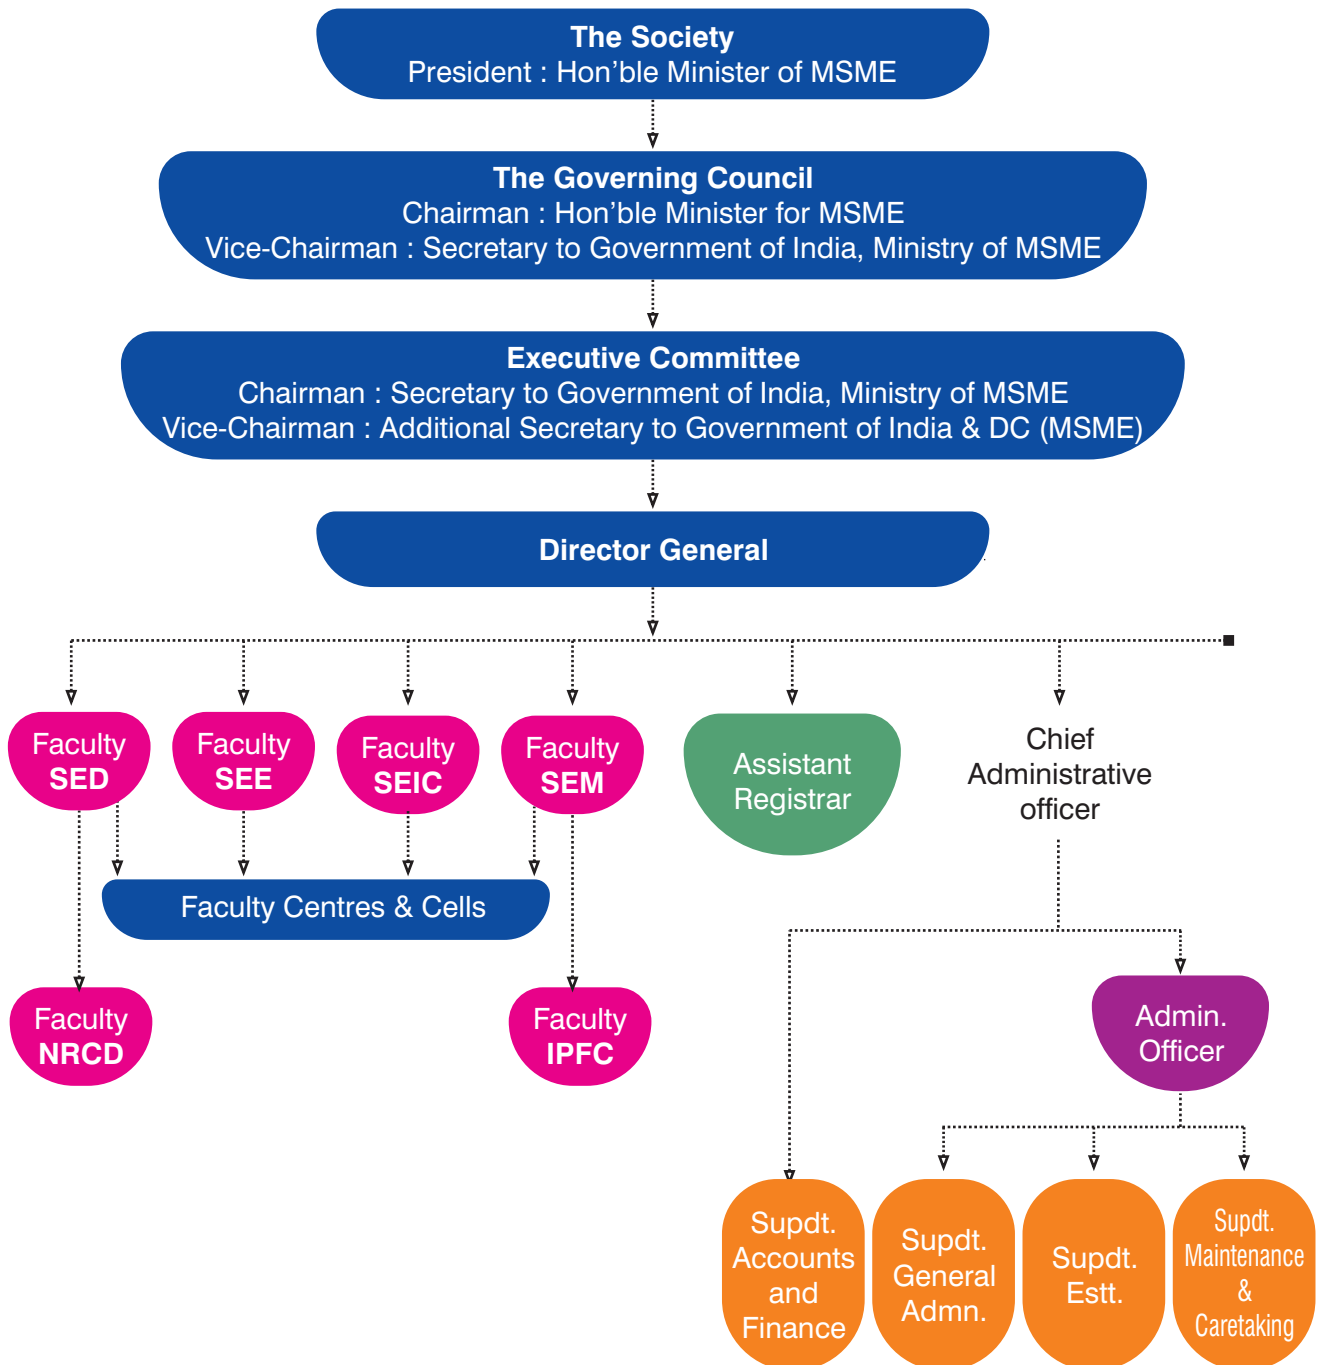 The Society
President : Hon'ble Minister of MSME
The Governing Council
Chairman : Hon'ble Minister for MSME
Vice-Chairman : Secretary to Government of India, Ministry of MSME
Executive Committee
Chairman : Secretary to Government of India, Ministry of MSME
Vice-Chairman : Additional Secretary to Government of India & DC (MSME)
Director General
Faculty
SED
Faculty
SEE
Faculty
SEIC
Faculty
SEM
Assistant
Registrar
Chief
Administrative
officer
Faculty Centres & Cells
Faculty
NRCD
Faculty
IPFC
Admin.
Officer
Supdt.
Accounts
and
Finance
Supdt.
General
Admn.
Supdt.
Estt.
Supdt.
Maintenance
&
Caretaking